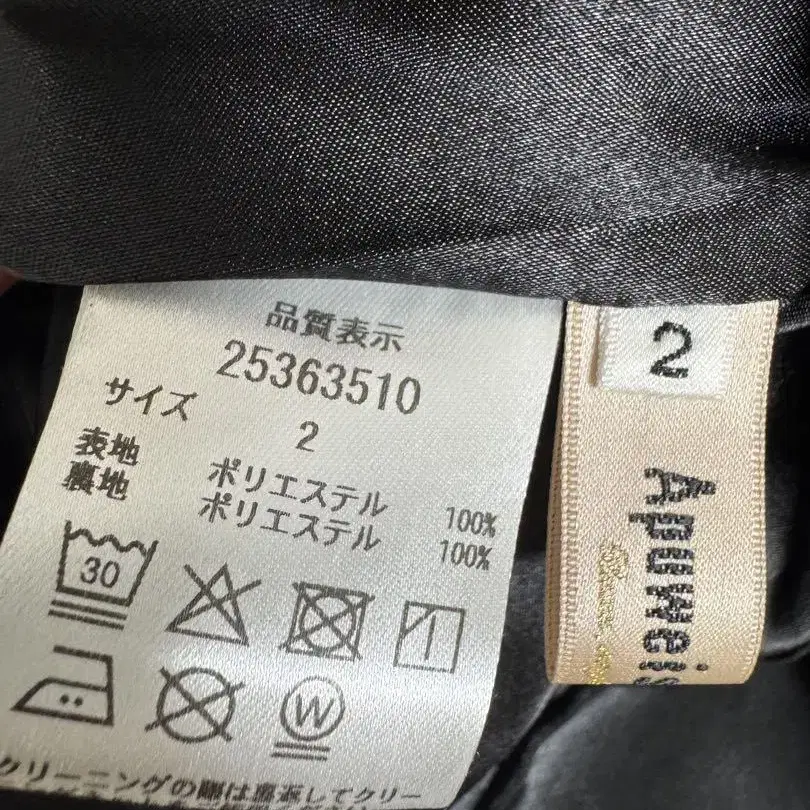 品質表示
25363510
サイズ
2
表地 ポリエステル 100%
裏地 ポリエステル 100%
30
W
クリーニングの際は裏返してクリー
2
Apuweis